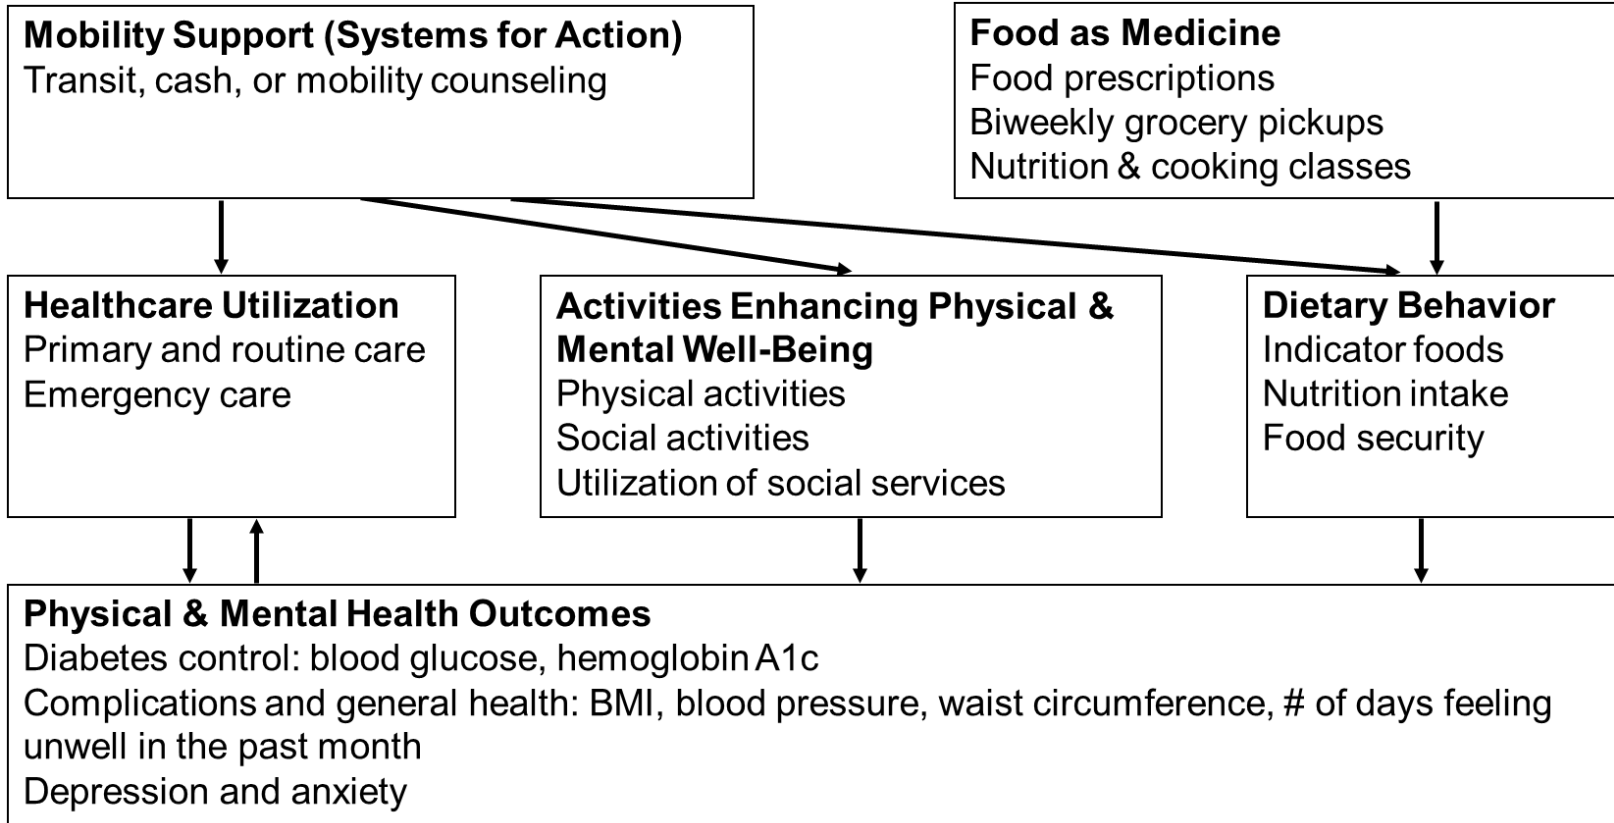 Mobility Support (Systems for Action)
Transit, cash, or mobility counseling
Food as Medicine
Food prescriptions
Biweekly grocery pickups
Nutrition & cooking classes
Healthcare Utilization
Primary and routine care
Emergency care
Activities Enhancing Physical &
Mental Well-Being
Physical activities
Social activities
Utilization of social services
Dietary Behavior
Indicator foods
Nutrition intake
Food security
Physical & Mental Health Outcomes
Diabetes control: blood glucose, hemoglobin A1c
Complications and general health: BMI, blood pressure, waist circumference, # of days feeling
unwell in the past month
Depression and anxiety